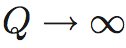 Q → ∞